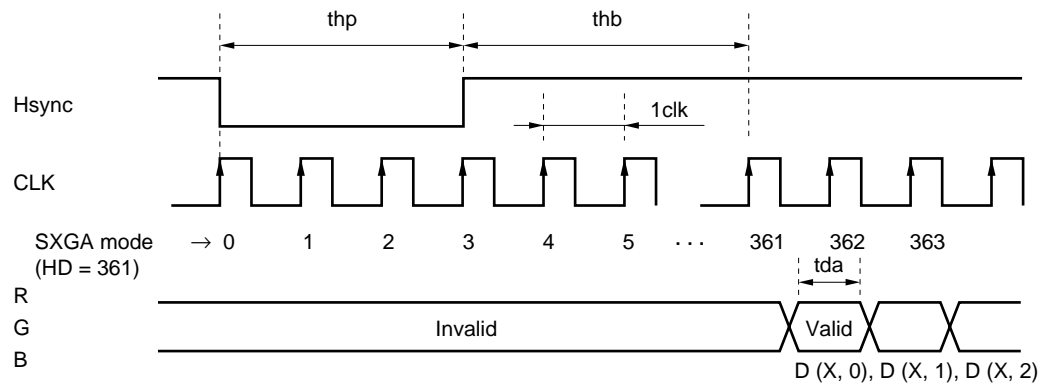 thp thb
Hsync
1clk
CLK
SXGA mode → 0 1 2 3 4 5 · · · 361 362 363
(HD = 361)
tda
R
G Invalid Valid
B
D (X, 0), D (X, 1), D (X, 2)